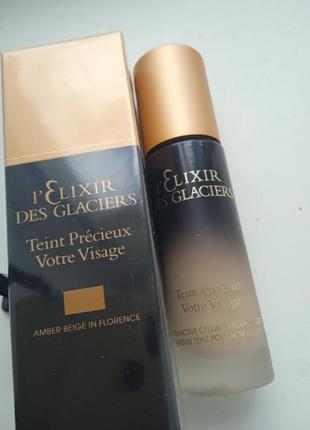 l'ELIXIR
DES GLACIERS
Teint Précieux
Votre Visage
AMBER BEIGE IN FLORENCE
l'ELIXIR
DES GLACIERS
Teint Précieux
Votre Visage